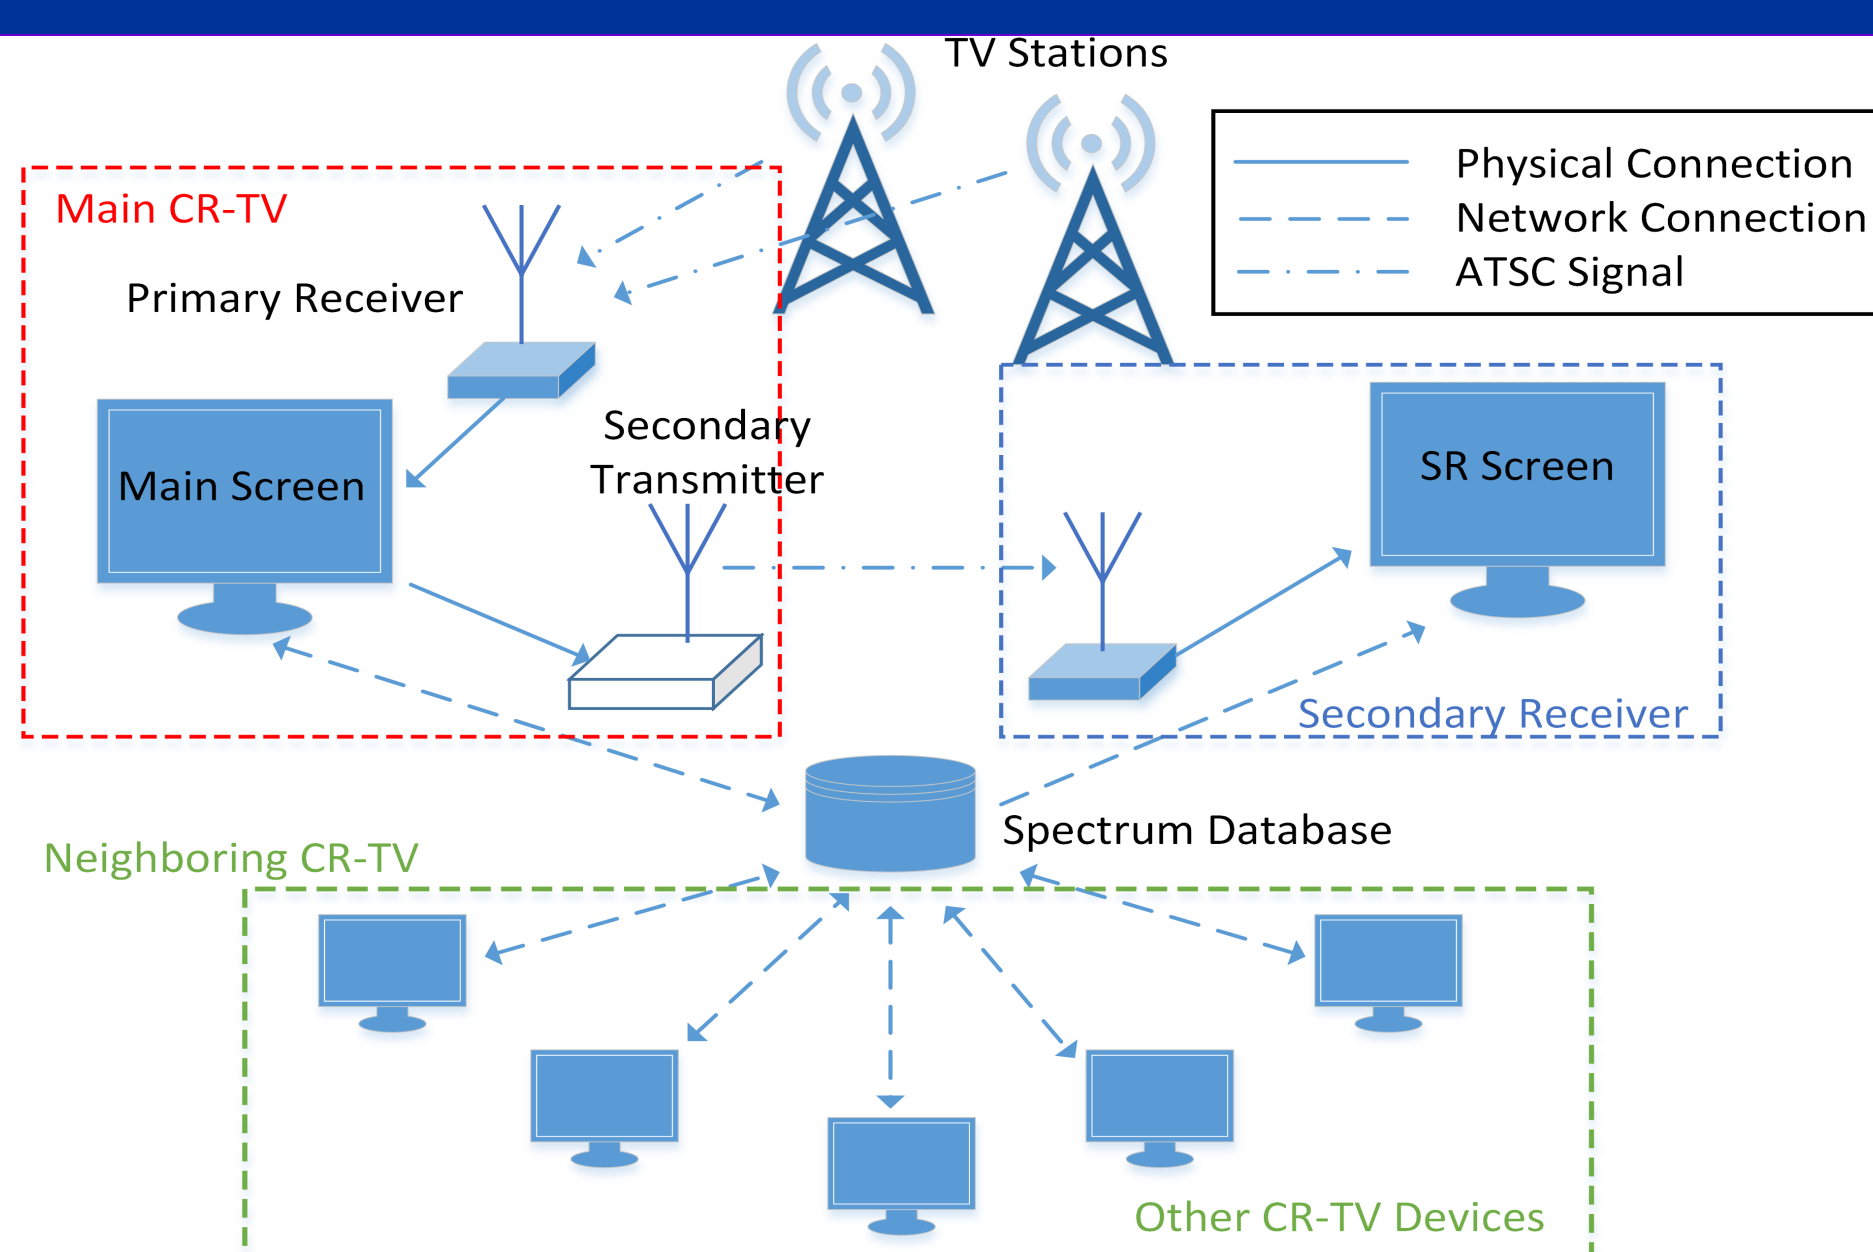 TV Stations
Physical Connection
Network Connection
ATSC Signal
Main CR-TV
Primary Receiver
Secondary
Transmitter
Main Screen
SR Screen
Secondary Receiver
Spectrum Database
Neighboring CR-TV
Other CR-TV Devices